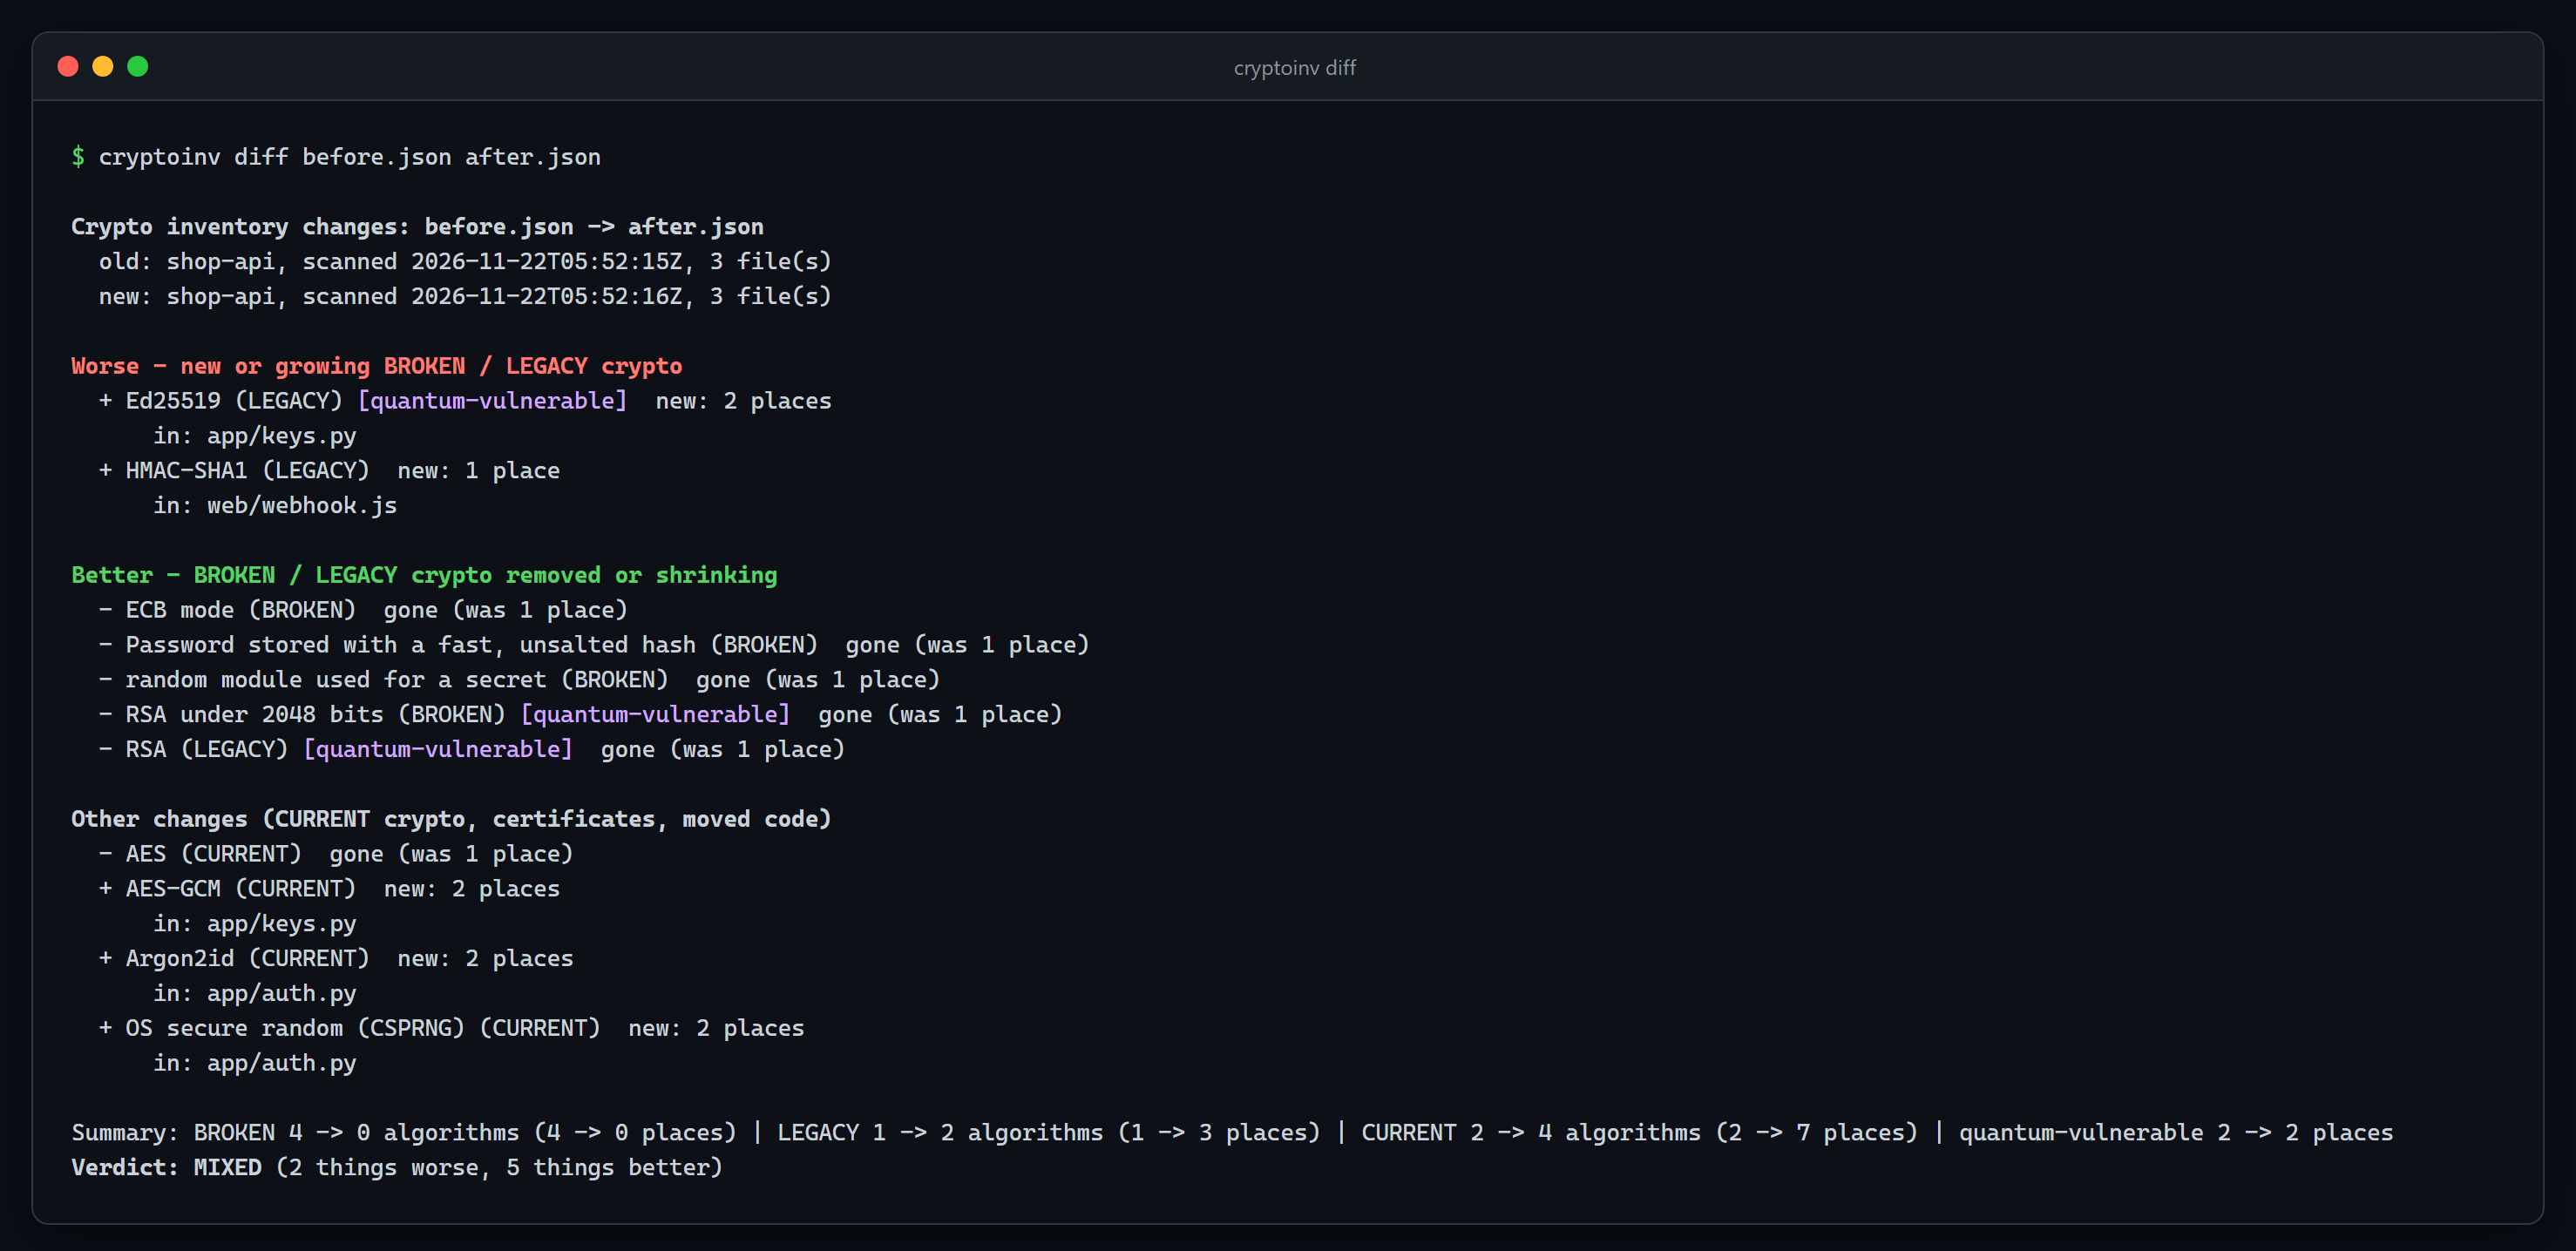 cryptoinv diff
$ cryptoinv diff before.json after.json
Crypto inventory changes: before.json -> after.json
old: shop-api, scanned 2026-11-22T05:52:15Z, 3 file(s)
new: shop-api, scanned 2026-11-22T05:52:16Z, 3 file(s)
Worse - new or growing BROKEN / LEGACY crypto
+ Ed25519 (LEGACY) [quantum-vulnerable]  new: 2 places
in: app/keys.py
+ HMAC-SHA1 (LEGACY)  new: 1 place
in: web/webhook.js
Better - BROKEN / LEGACY crypto removed or shrinking
- ECB mode (BROKEN)  gone (was 1 place)
- Password stored with a fast, unsalted hash (BROKEN)  gone (was 1 place)
- random module used for a secret (BROKEN)  gone (was 1 place)
- RSA under 2048 bits (BROKEN) [quantum-vulnerable]  gone (was 1 place)
- RSA (LEGACY) [quantum-vulnerable]  gone (was 1 place)
Other changes (CURRENT crypto, certificates, moved code)
- AES (CURRENT)  gone (was 1 place)
+ AES-GCM (CURRENT)  new: 2 places
in: app/keys.py
+ Argon2id (CURRENT)  new: 2 places
in: app/auth.py
+ OS secure random (CSPRNG) (CURRENT)  new: 2 places
in: app/auth.py
Summary: BROKEN 4 -> 0 algorithms (4 -> 0 places) | LEGACY 1 -> 2 algorithms (1 -> 3 places) | CURRENT 2 -> 4 algorithms (2 -> 7 places) | quantum-vulnerable 2 -> 2 places
Verdict: MIXED (2 things worse, 5 things better)